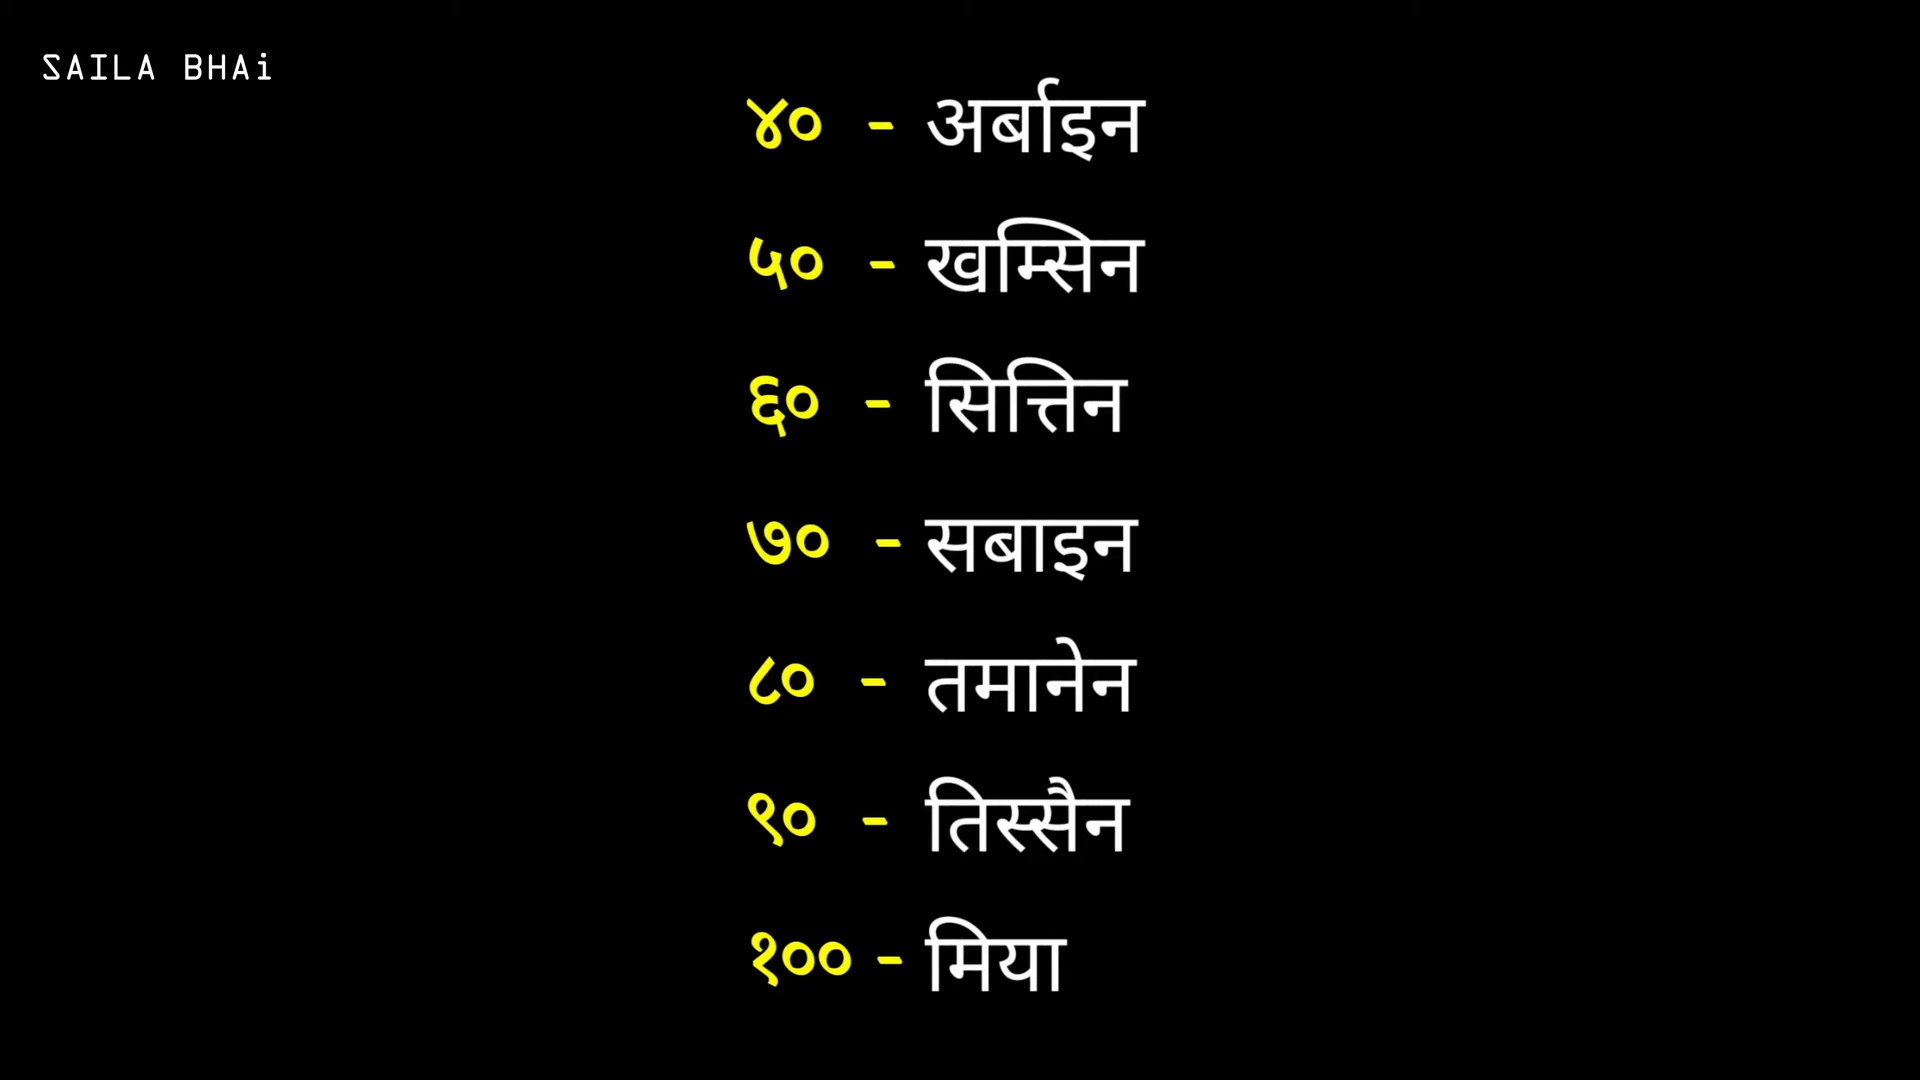 SAILA BHAi
४० - अर्बाइन
५० - खम्सिन
६० - सित्तिन
७० - सबाइन
८० - तमानेन
९० - तिस्सैन
१०० - मिया